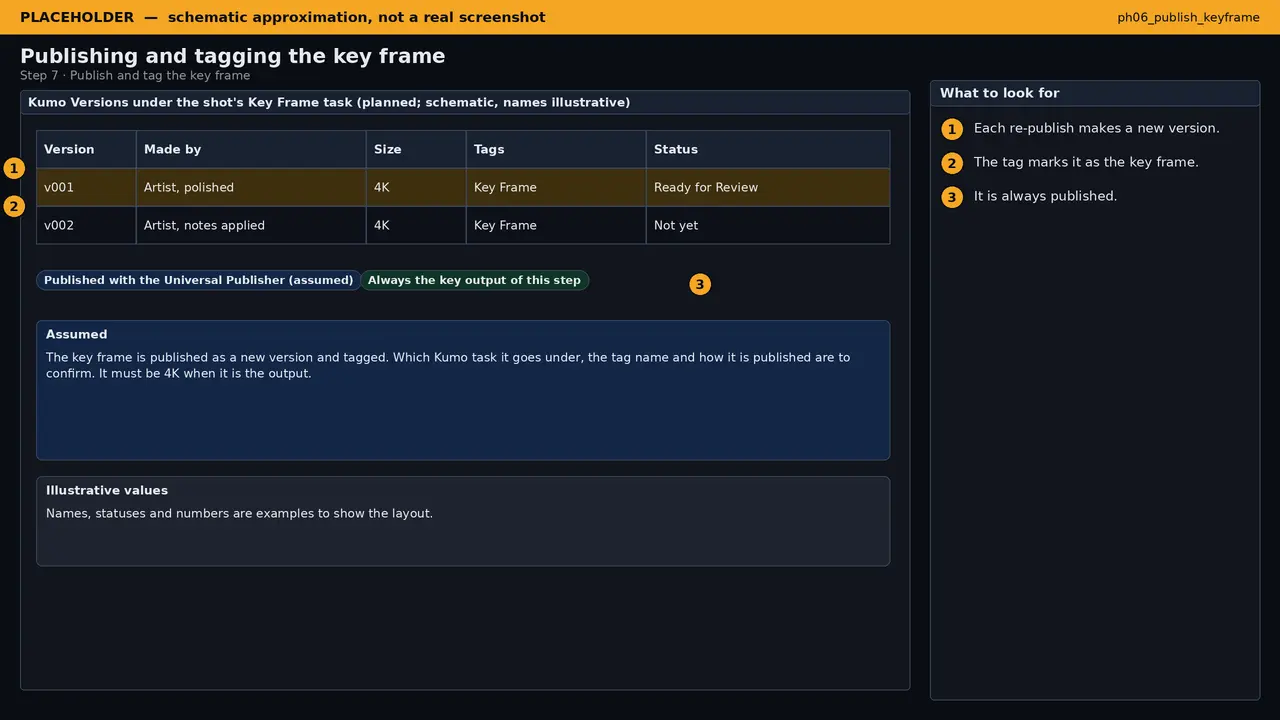 PLACEHOLDER — schematic approximation, not a real screenshot
ph06_publish_keyframe
Publishing and tagging the key frame
Step 7 · Publish and tag the key frame
Kumo Versions under the shot's Key Frame task (planned; schematic, names illustrative)
Version Made by Size Tags Status
1
v001 Artist, polished 4K Key Frame Ready for Review
2
v002 Artist, notes applied 4K Key Frame Not yet
Published with the Universal Publisher (assumed) Always the key output of this step
3
Assumed
The key frame is published as a new version and tagged. Which Kumo task it goes under, the tag name and how it is published are to
confirm. It must be 4K when it is the output.
Illustrative values
Names, statuses and numbers are examples to show the layout.
What to look for
1 Each re-publish makes a new version.
2 The tag marks it as the key frame.
3 It is always published.